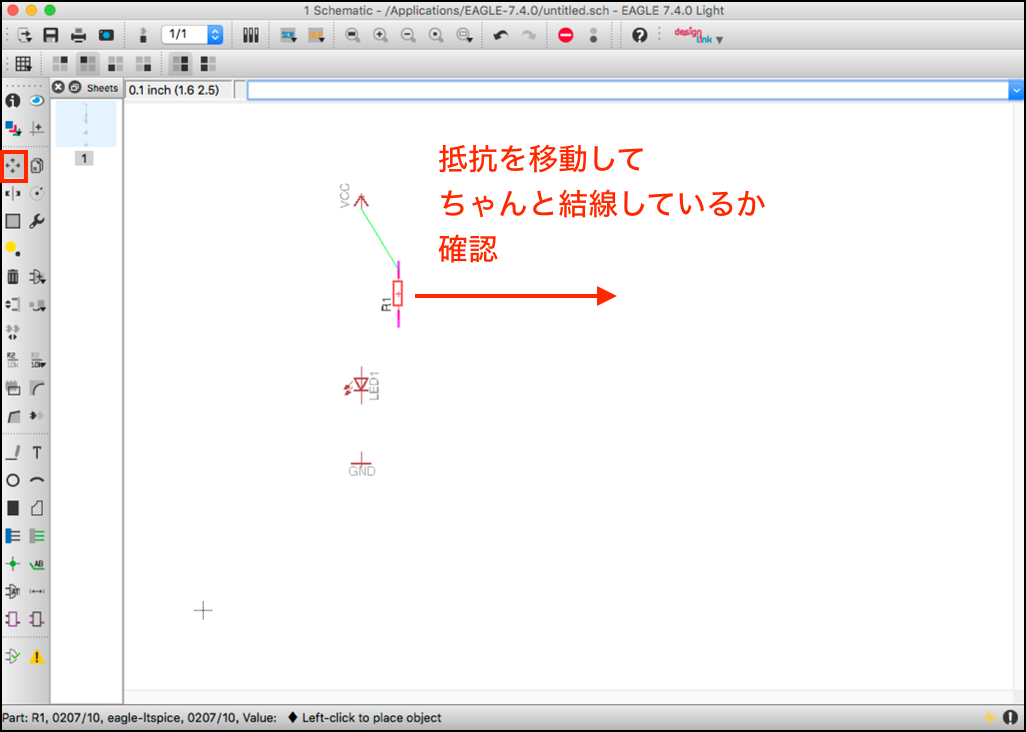 1 Schematic - /Applications/EAGLE-7.4.0/untitled.sch - EAGLE 7.4.0 Light
1/1
design link
Sheets
0.1 inch (1.6 2.5)
1
抵抗を移動して
ちゃんと結線しているか
確認
VCC
R1
LED1
GND
Part: R1, 0207/10, eagle-ltspice, 0207/10, Value: ♦ Left-click to place object